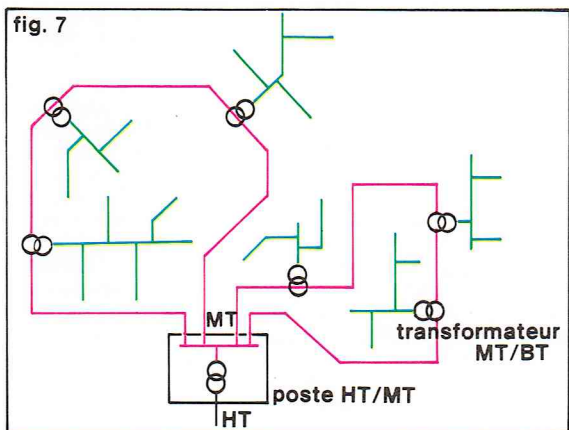 fig. 7
MT
transformateur
MT/BT
poste HT/MT
HT